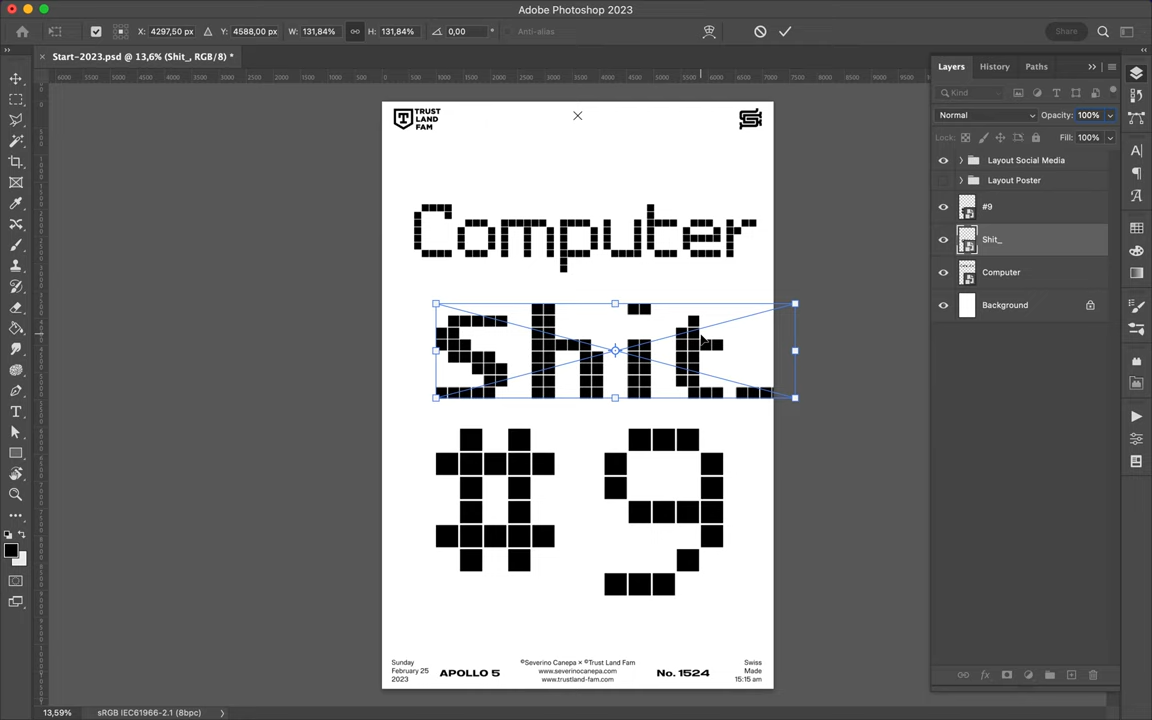 Adobe Photoshop 2023
X: 4297,50 px
Y: 4588,00 px
W: 131,84%
H: 131,84%
0,00
°
Anti-alias
Share
Start-2023.psd @ 13,6% (Shit_, RGB/8) *
Layers
History
Paths
Kind
Normal
Opacity: 100%
Lock:
Fill: 100%
Layout Social Media
Layout Poster
#9
Shit_
Computer
Background
TRUST
LAND
FAM
Computer
shit_
#9
Sunday
February 25
2023
APOLLO 5
©Severino Canepa × ©Trust Land Fam
www.severinocanepa.com
www.trustland-fam.com
No. 1524
Swiss
Made
15:15 am
13,59%
sRGB IEC61966-2.1 (8bpc)